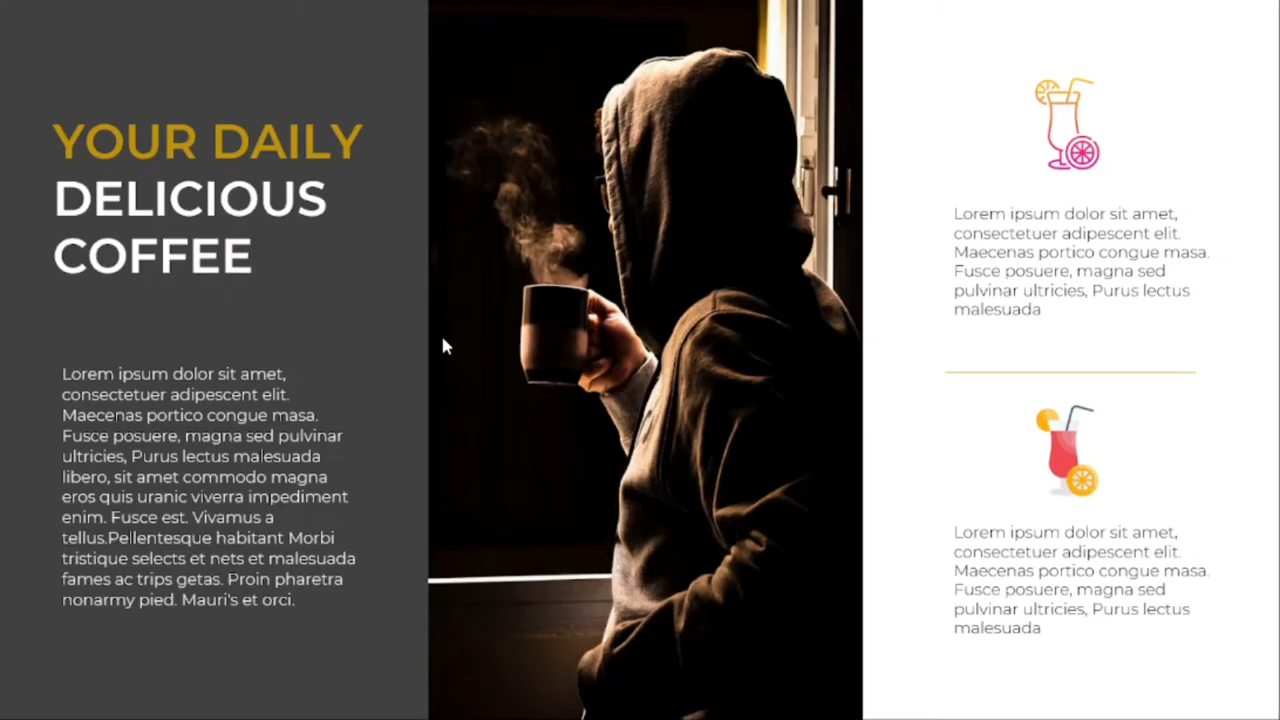 YOUR DAILY
DELICIOUS
COFFEE
Lorem ipsum dolor sit amet,
consectetuer adipescent elit.
Maecenas portico congue masa.
Fusce posuere, magna sed pulvinar
ultricies, Purus lectus malesuada
libero, sit amet commodo magna
eros quis uranic viverra impediment
enim. Fusce est. Vivamus a
tellus.Pellentesque habitant Morbi
tristique selects et nets et malesuada
fames ac trips getas. Proin pharetra
nonarmy pied. Mauri's et orci.
Lorem ipsum dolor sit amet,
consectetuer adipescent elit.
Maecenas portico congue masa.
Fusce posuere, magna sed
pulvinar ultricies, Purus lectus
malesuada
Lorem ipsum dolor sit amet,
consectetuer adipescent elit.
Maecenas portico congue masa.
Fusce posuere, magna sed
pulvinar ultricies, Purus lectus
malesuada